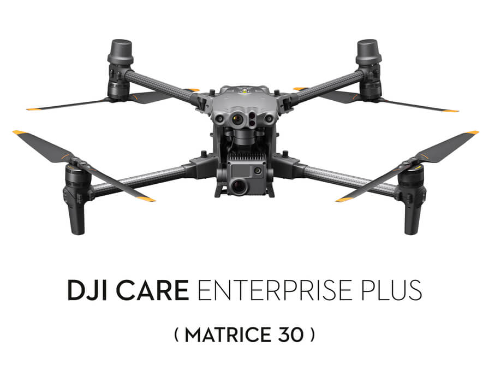 DJI CARE ENTERPRISE PLUS
( MATRICE 30 )